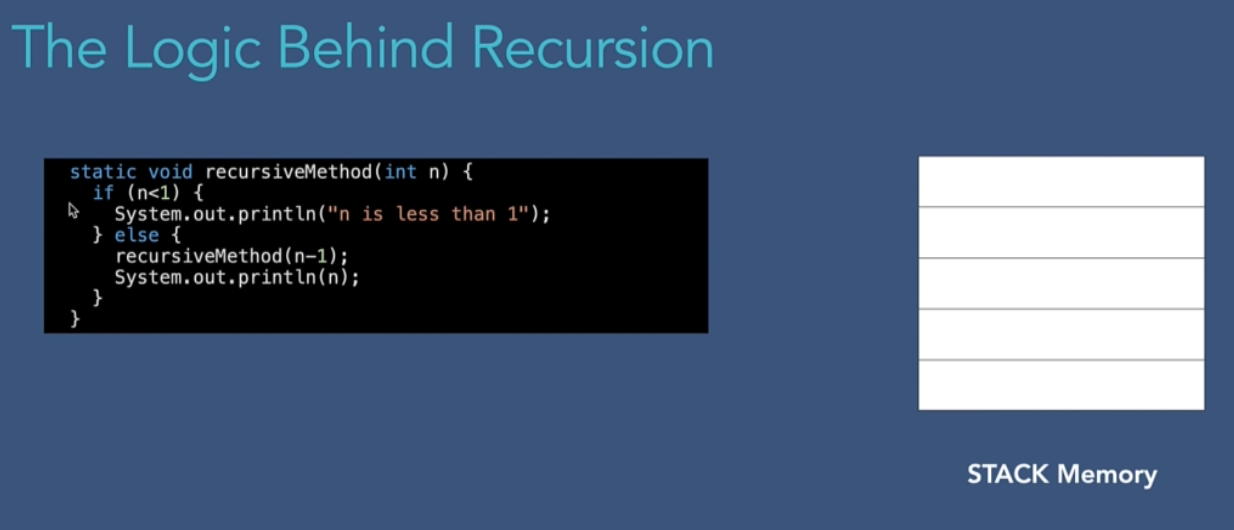 The Logic Behind Recursion
static void recursiveMethod(int n) {
  if (n<1) {
    System.out.println("n is less than 1");
  } else {
    recursiveMethod(n-1);
    System.out.println(n);
  }
}
STACK Memory